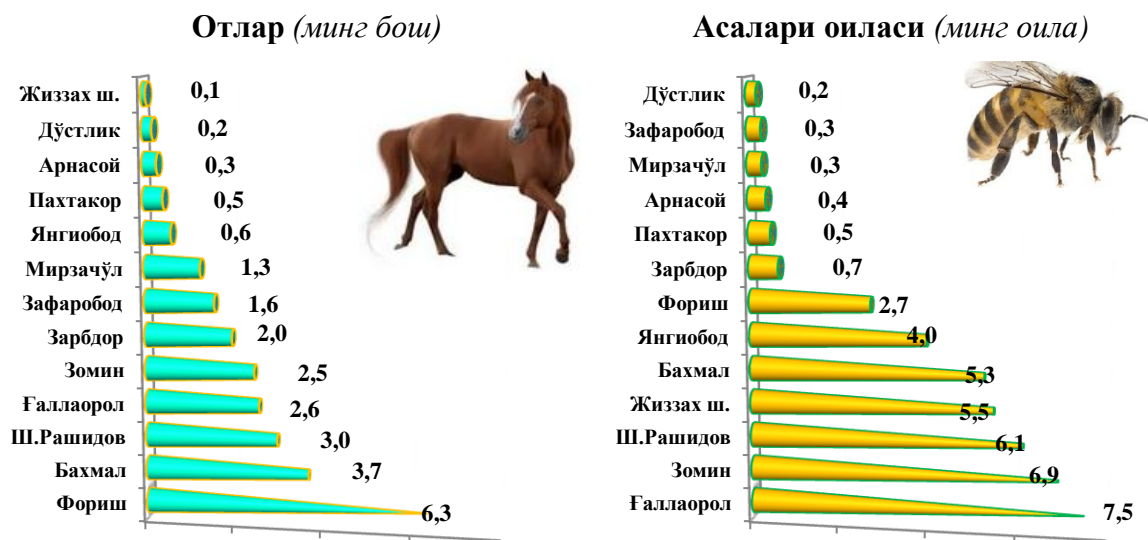 Отлар (минг бош)
Жиззах ш. 0,1
Дўстлик 0,2
Арнасой 0,3
Пахтакор 0,5
Янгиобод 0,6
Мирзачўл 1,3
Зафаробод 1,6
Зарбдор 2,0
Зомин 2,5
Ғаллаорол 2,6
Ш.Рашидов 3,0
Бахмал 3,7
Фориш 6,3
Асалари оиласи (минг оила)
Дўстлик 0,2
Зафаробод 0,3
Мирзачўл 0,3
Арнасой 0,4
Пахтакор 0,5
Зарбдор 0,7
Фориш 2,7
Янгиобод 4,0
Бахмал 5,3
Жиззах ш. 5,5
Ш.Рашидов 6,1
Зомин 6,9
Ғаллаорол 7,5